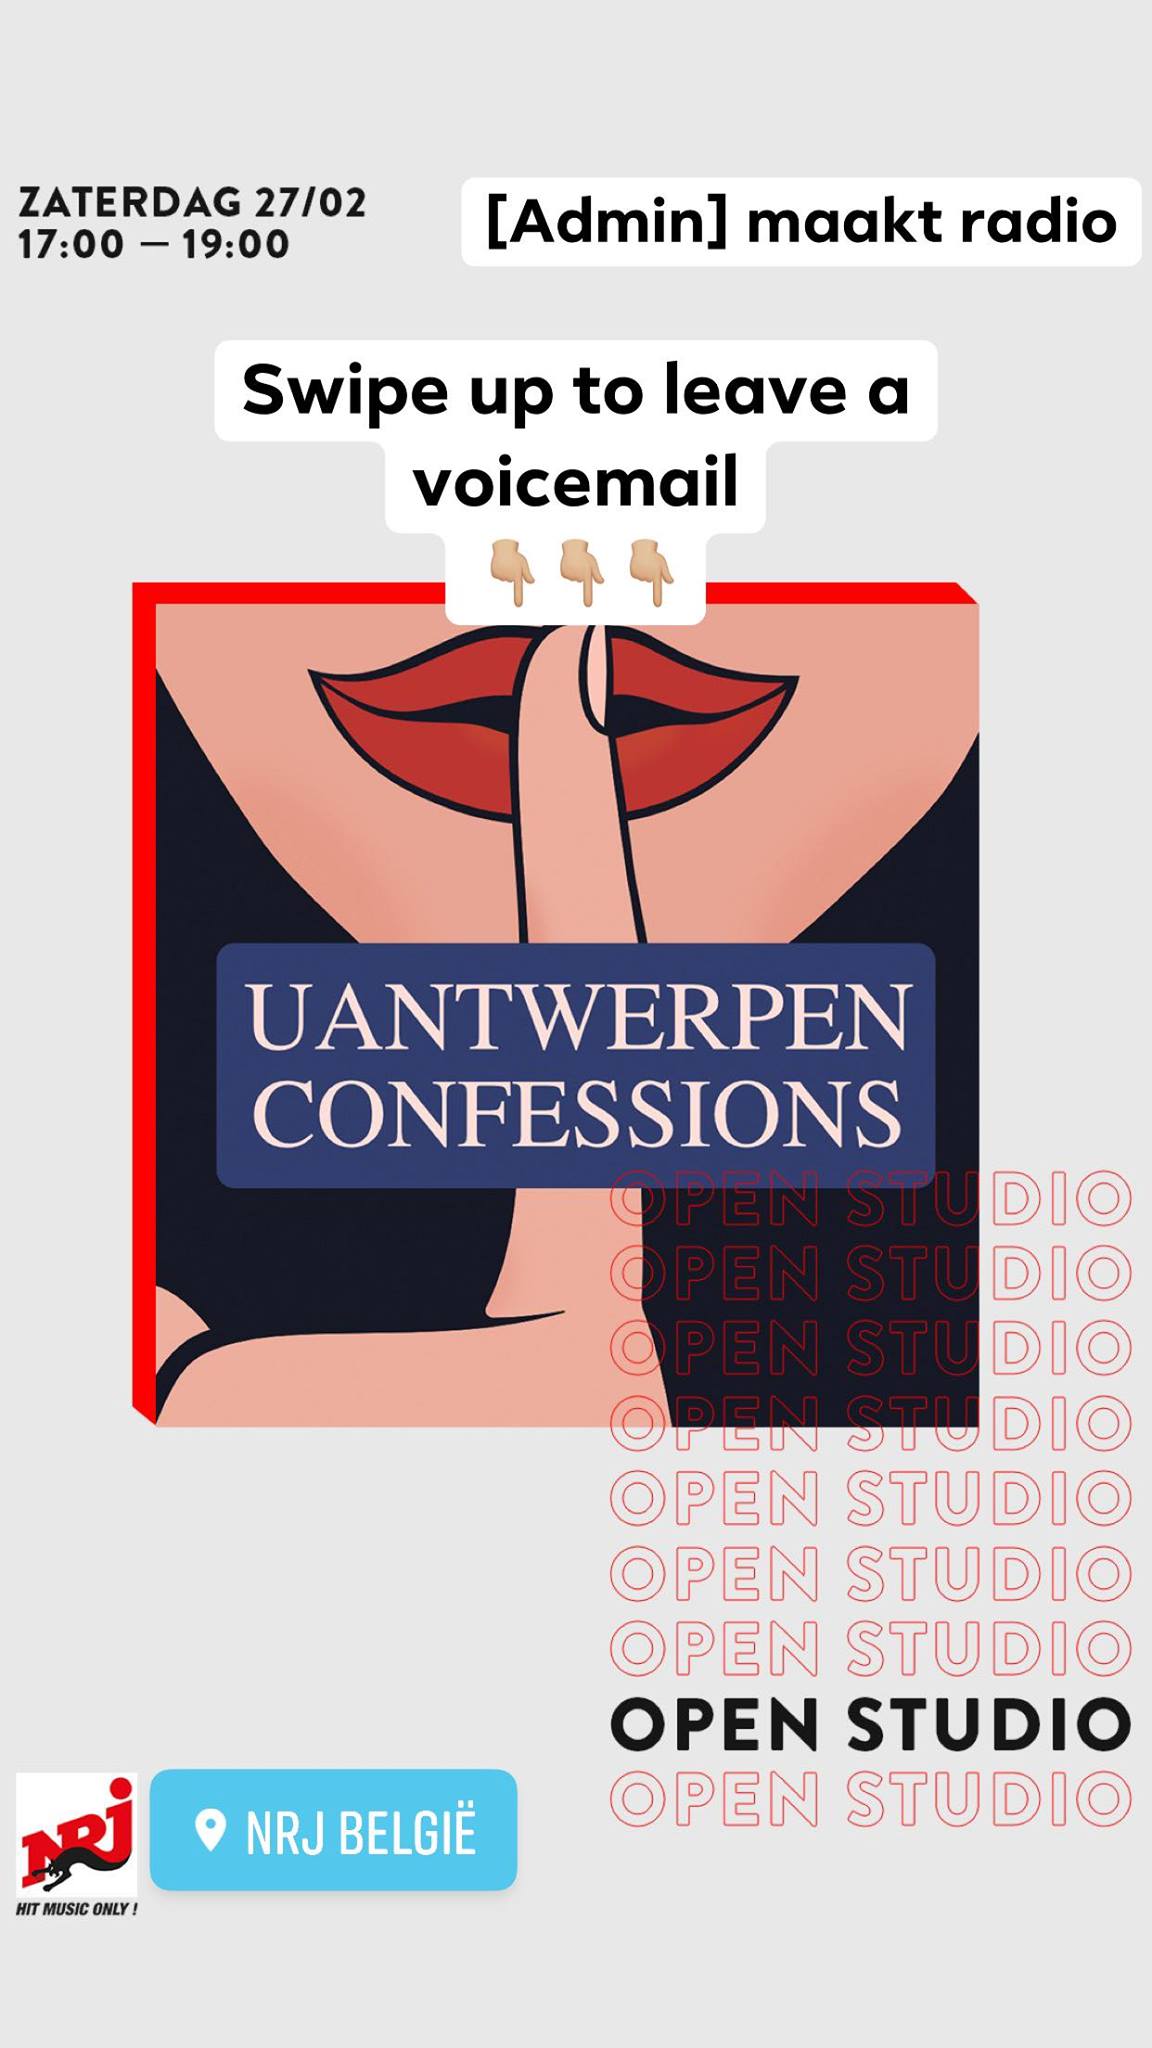 ZATERDAG 27/02
17:00 — 19:00
[Admin] maakt radio
Swipe up to leave a
voicemail
👇🏼 👇🏼 👇🏼
UANTWERPEN
CONFESSIONS
OPEN STUDIO
OPEN STUDIO
OPEN STUDIO
OPEN STUDIO
OPEN STUDIO
OPEN STUDIO
OPEN STUDIO
OPEN STUDIO
OPEN STUDIO
NRJ
HIT MUSIC ONLY !
NRJ BELGIË